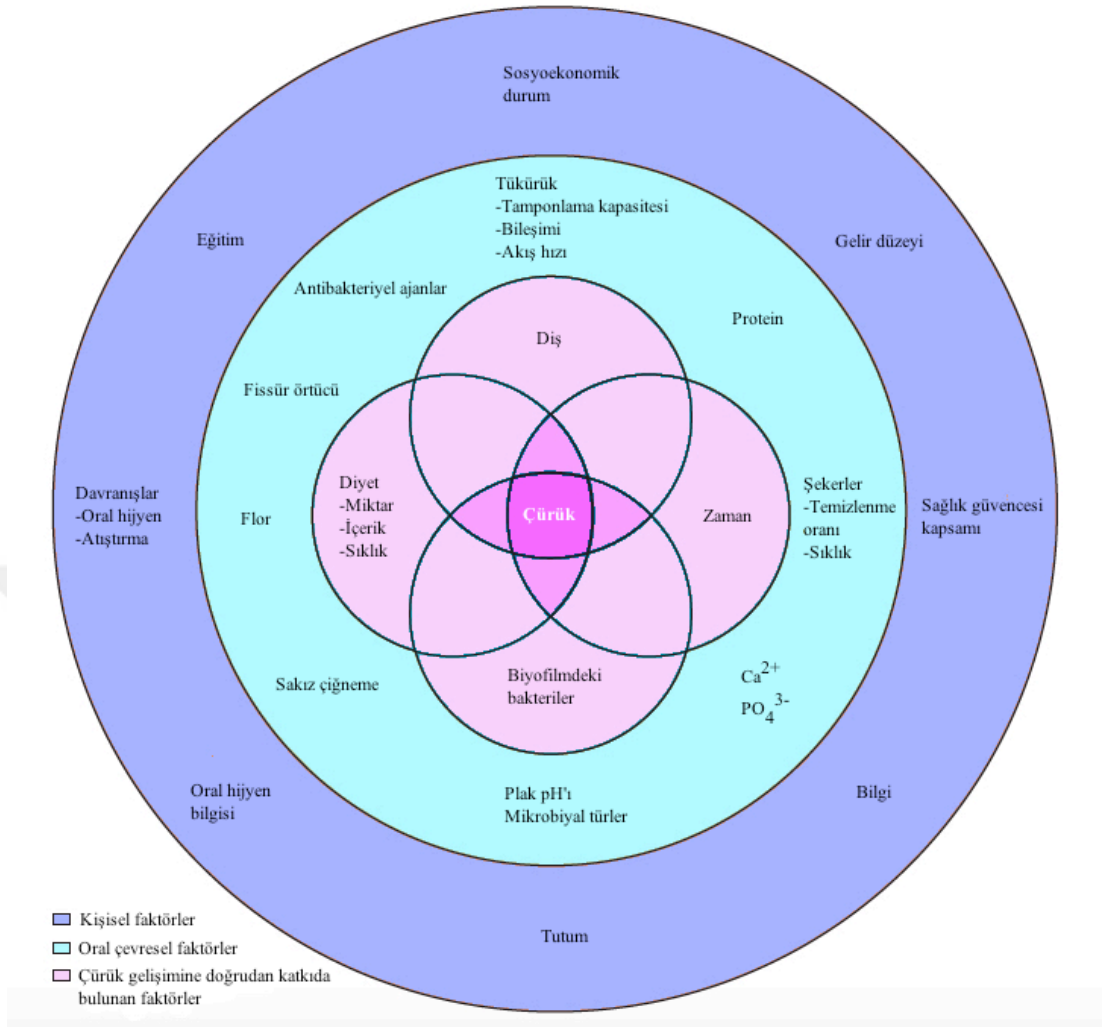 Sosyoekonomik
durum
Eğitim
Gelir düzeyi
Tükürük
-Tamponlama kapasitesi
-Bileşimi
-Akış hızı
Antibakteriyel ajanlar
Protein
Diş
Fissür örtücü
Davranışlar
-Oral hijyen
-Atıştırma
Flor
Diyet
-Miktar
-İçerik
-Sıklık
Çürük
Zaman
Şekerler
-Temizlenme
oranı
-Sıklık
Sağlık güvencesi
kapsamı
Sakız çiğneme
Biyofilmdeki
bakteriler
Ca2+
PO43-
Oral hijyen
bilgisi
Plak pH'ı
Mikrobiyal türler
Bilgi
Tutum
Kişisel faktörler
Oral çevresel faktörler
Çürük gelişimine doğrudan katkıda
bulunan faktörler